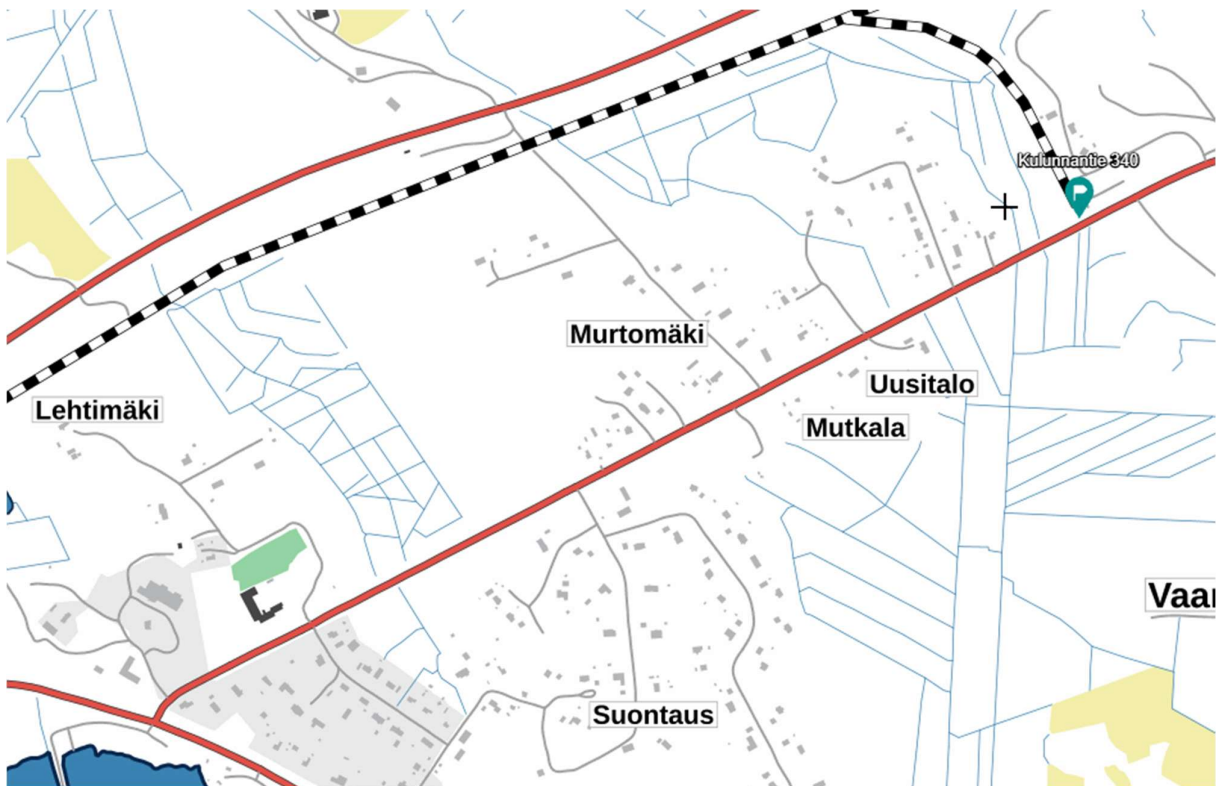 Kulunnantie 340
Murtomäki
Uusitalo
Lehtimäki
Mutkala
Suontaus